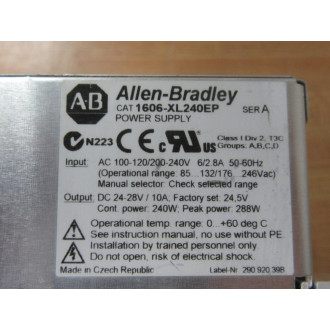 A-B Allen-Bradley
CAT 1606-XL240EP SER A
POWER SUPPLY
N223 CE c UR US Class I Div 2, T3C
Groups: A,B,C,D
Input: AC 100-120/200-240V 6/2.8A 50-60Hz
(Operational range: 85...132/176...246Vac)
Manual selector: Check selected range
Output: DC 24-28V / 10A; Factory set: 24,5V
Cont. power: 240W; Peak power: 288W
Operational temp. range: 0...+60 deg C
See instruction manual, no use without PE.
Installation by trained personnel only.
Do not open, risk of electrical shock.
Made in Czech Republic Label-Nr. 290.920.39B